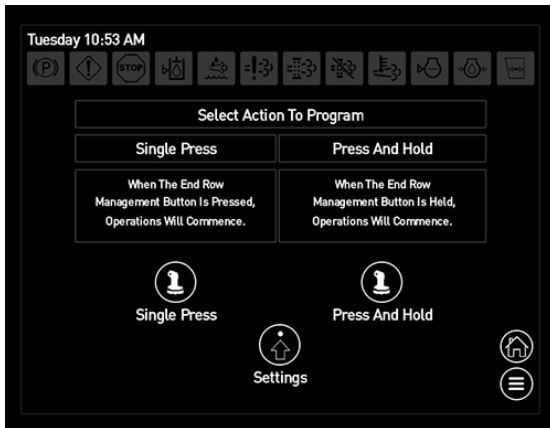 Tuesday 10:53 AM
(P)
STOP
Select Action To Program
Single Press
Press And Hold
When The End Row
Management Button Is Pressed,
Operations Will Commence.
When The End Row
Management Button Is Held,
Operations Will Commence.
Single Press
Press And Hold
Settings